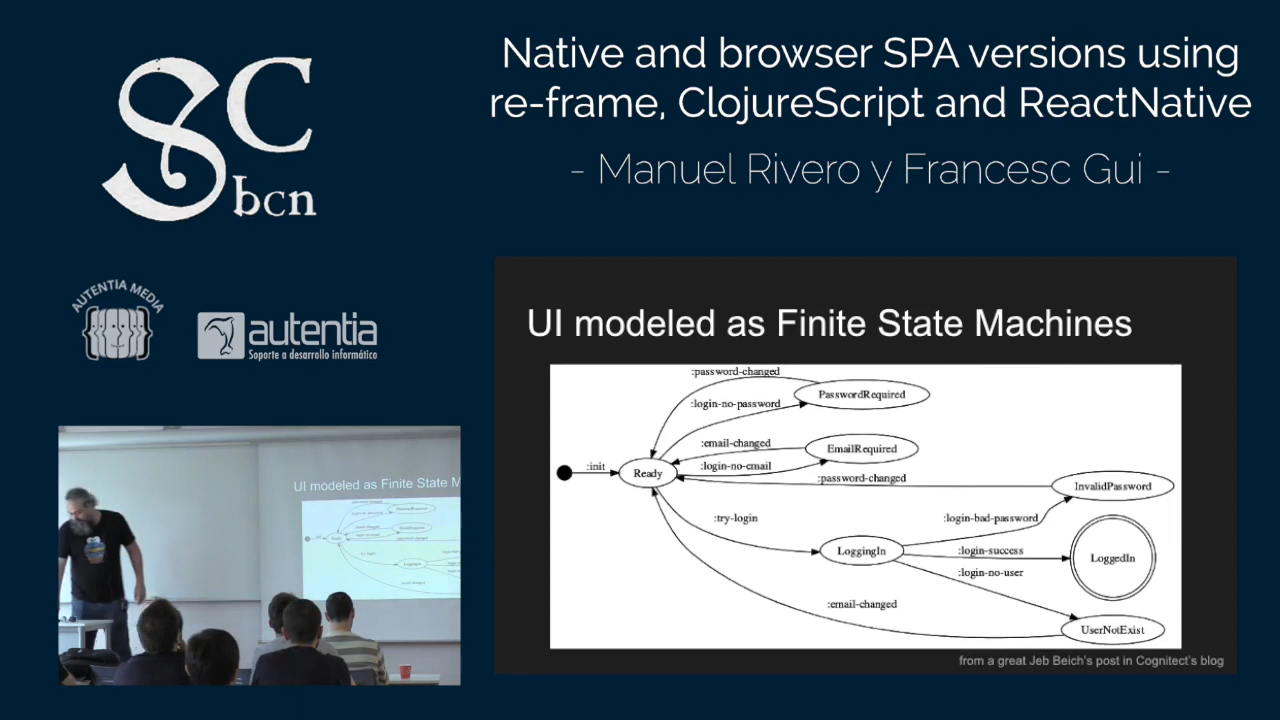 SC
bcn
Native and browser SPA versions using
re-frame, ClojureScript and ReactNative
- Manuel Rivero y Francesc Gui -
AUTENTIA MEDIA
autentia
Soporte a desarrollo informático
UI modeled as Finite State Machines
:password-changed
PasswordRequired
:login-no-password
:email-changed
EmailRequired
:init
Ready
:login-no-email
:password-changed
InvalidPassword
:try-login
:login-bad-password
LoggingIn
:login-success
LoggedIn
:login-no-user
:email-changed
UserNotExist
from a great Jeb Beich's post in Cognitect's blog
UI modeled as Finite State M